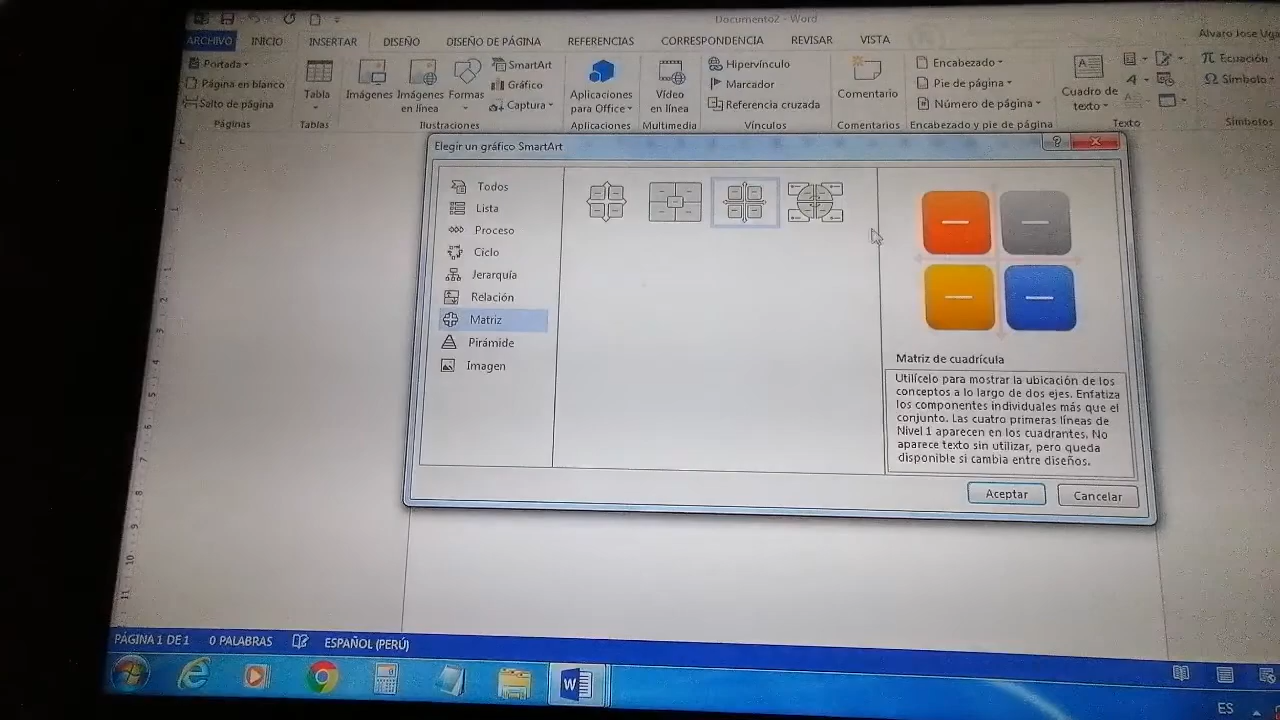 Documento2 - Word
ARCHIVO INICIO INSERTAR DISEÑO DISEÑO DE PÁGINA REFERENCIAS CORRESPONDENCIA REVISAR VISTA
Alvaro Jose
Portada
Página en blanco
Salto de página
Páginas
Tabla
Tablas
Imágenes
Imágenes
en línea
Formas
SmartArt
Gráfico
Captura
Ilustraciones
Aplicaciones
para Office
Aplicaciones
Vídeo
en línea
Multimedia
Hipervínculo
Marcador
Referencia cruzada
Vínculos
Comentario
Comentarios
Encabezado
Pie de página
Número de página
Encabezado y pie de página
Cuadro de
texto
Texto
π Ecuación
Ω Símbolo
Símbolos
Elegir un gráfico SmartArt
Todos
Lista
Proceso
Ciclo
Jerarquía
Relación
Matriz
Pirámide
Imagen
Matriz de cuadrícula
Utilícelo para mostrar la ubicación de los
conceptos a lo largo de dos ejes. Enfatiza
los componentes individuales más que el
conjunto. Las cuatro primeras líneas de
Nivel 1 aparecen en los cuadrantes. No
aparece texto sin utilizar, pero queda
disponible si cambia entre diseños.
Aceptar Cancelar
PÁGINA 1 DE 1 0 PALABRAS ESPAÑOL (PERÚ)
ES